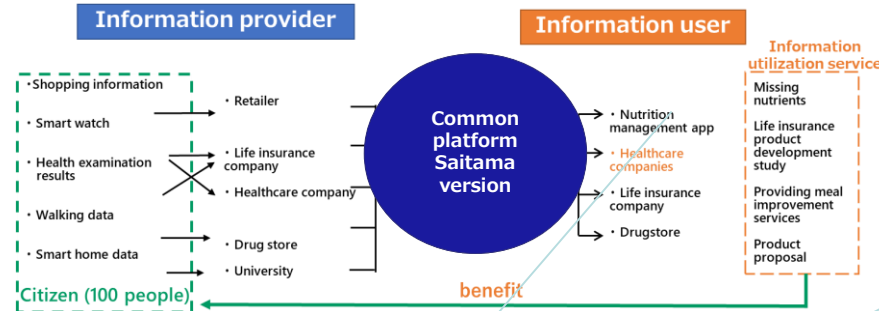 Information provider
Information user
Information
utilization service
・Shopping information
・Smart watch
・Health examination
results
・Walking data
・Smart home data
Citizen (100 people)
・Retailer
・Life insurance
company
・Healthcare company
・Drug store
・University
Common
platform
Saitama
version
・Nutrition
management app
・Healthcare
companies
・Life insurance
company
・Drugstore
Missing
nutrients
Life insurance
product
development
study
Providing meal
improvement
services
Product
proposal
benefit